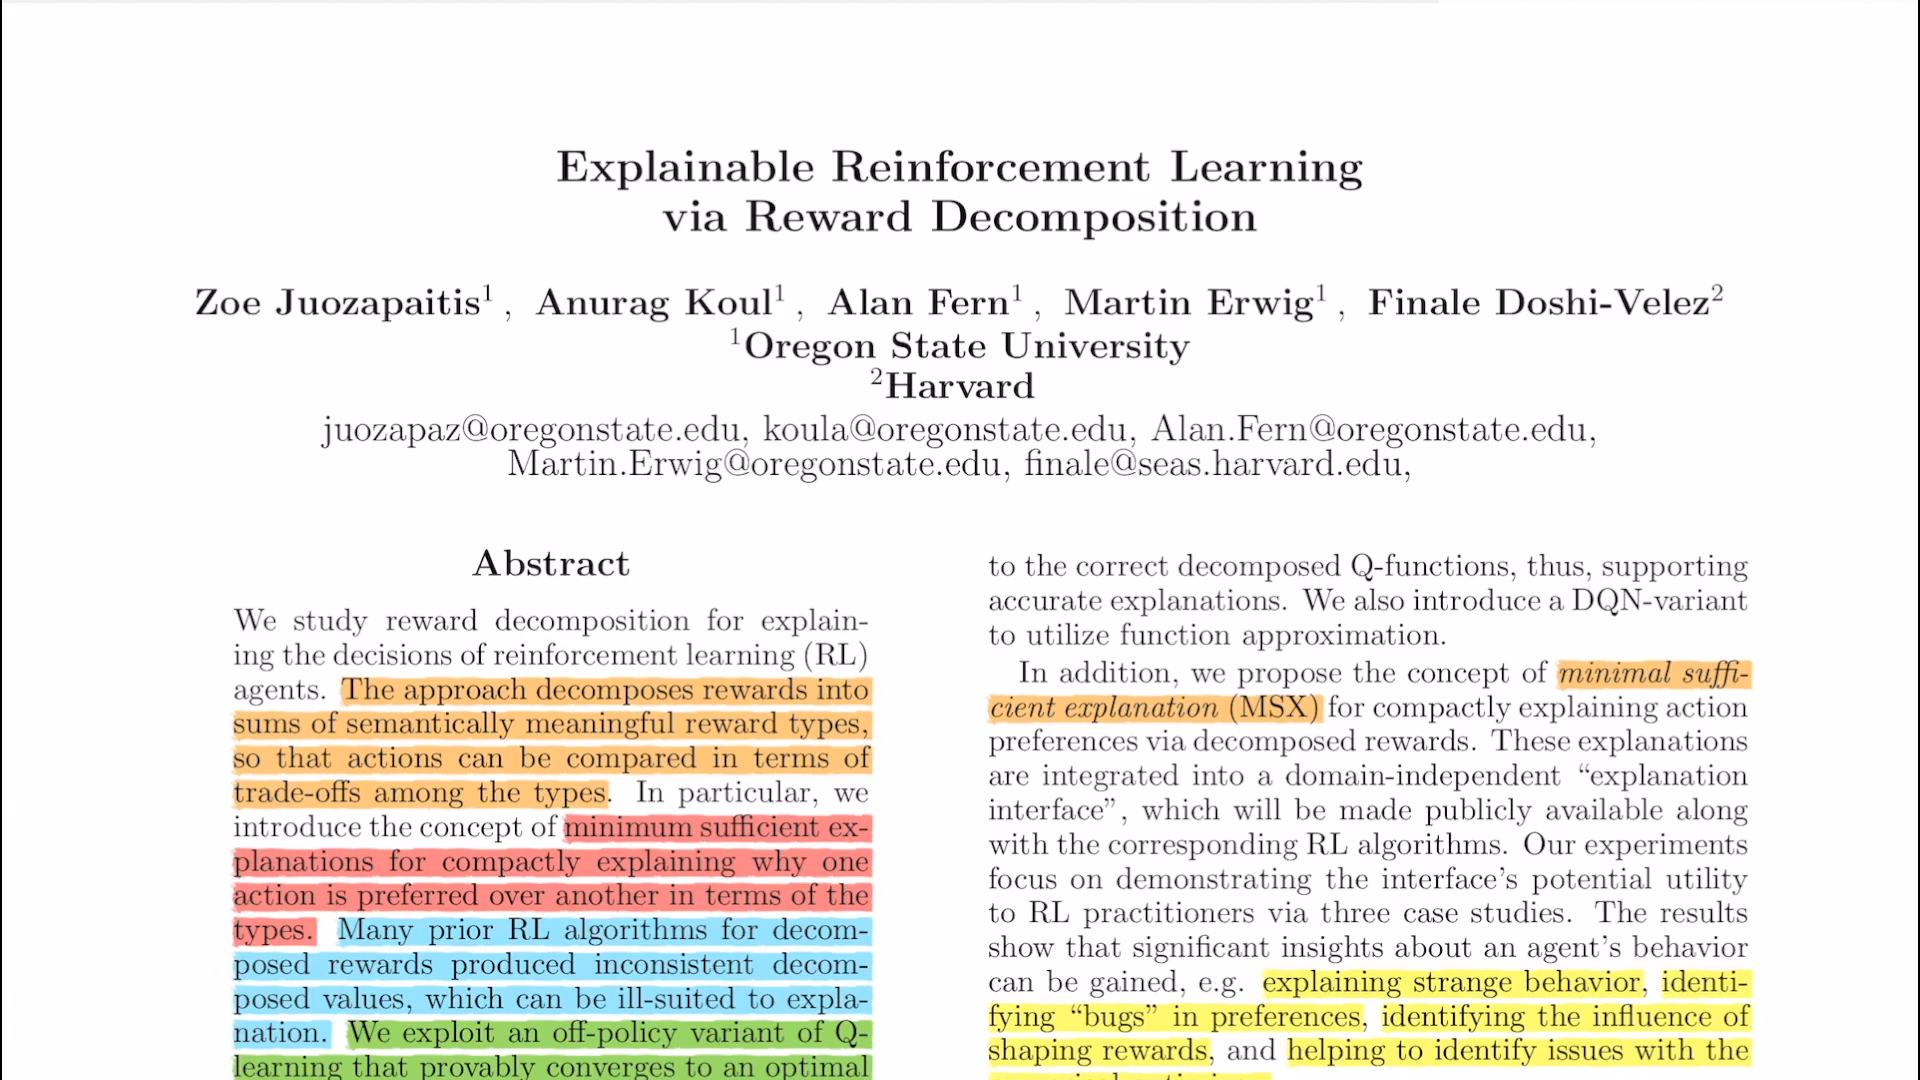 Explainable Reinforcement Learning
via Reward Decomposition
Zoe Juozapaitis1 , Anurag Koul1 , Alan Fern1 , Martin Erwig1 , Finale Doshi-Velez2
1Oregon State University
2Harvard
juozapaz@oregonstate.edu, koula@oregonstate.edu, Alan.Fern@oregonstate.edu,
Martin.Erwig@oregonstate.edu, finale@seas.harvard.edu,
Abstract
We study reward decomposition for explain-
ing the decisions of reinforcement learning (RL)
agents. The approach decomposes rewards into
sums of semantically meaningful reward types,
so that actions can be compared in terms of
trade-offs among the types. In particular, we
introduce the concept of minimum sufficient ex-
planations for compactly explaining why one
action is preferred over another in terms of the
types. Many prior RL algorithms for decom-
posed rewards produced inconsistent decom-
posed values, which can be ill-suited to expla-
nation. We exploit an off-policy variant of Q-
learning that provably converges to an optimal
to the correct decomposed Q-functions, thus, supporting
accurate explanations. We also introduce a DQN-variant
to utilize function approximation.
In addition, we propose the concept of minimal suffi-
cient explanation (MSX) for compactly explaining action
preferences via decomposed rewards. These explanations
are integrated into a domain-independent “explanation
interface”, which will be made publicly available along
with the corresponding RL algorithms. Our experiments
focus on demonstrating the interface’s potential utility
to RL practitioners via three case studies. The results
show that significant insights about an agent’s behavior
can be gained, e.g. explaining strange behavior, identi-
fying “bugs” in preferences, identifying the influence of
shaping rewards, and helping to identify issues with the